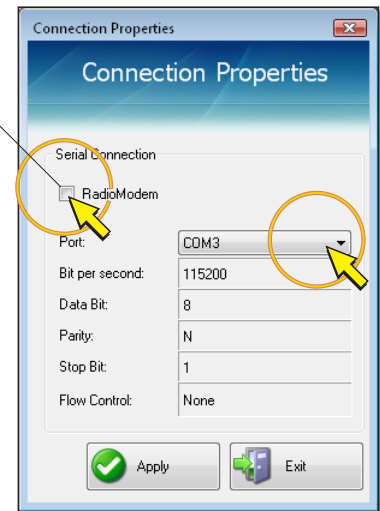 Connection Properties
Connection Properties
Serial Connection
RadioModem
Port: COM3
Bit per second: 115200
Data Bit: 8
Parity: N
Stop Bit: 1
Flow Control: None
Apply Exit